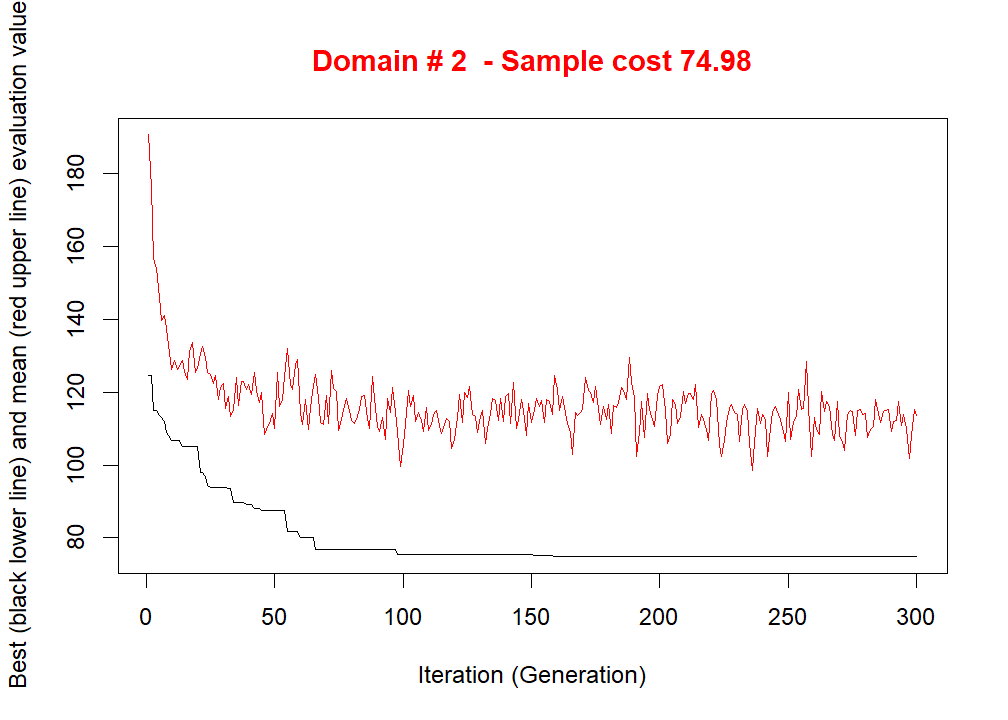 Domain # 2  - Sample cost 74.98
Best (black lower line) and mean (red upper line) evaluation value
180
160
140
120
100
80
0 50 100 150 200 250 300
Iteration (Generation)